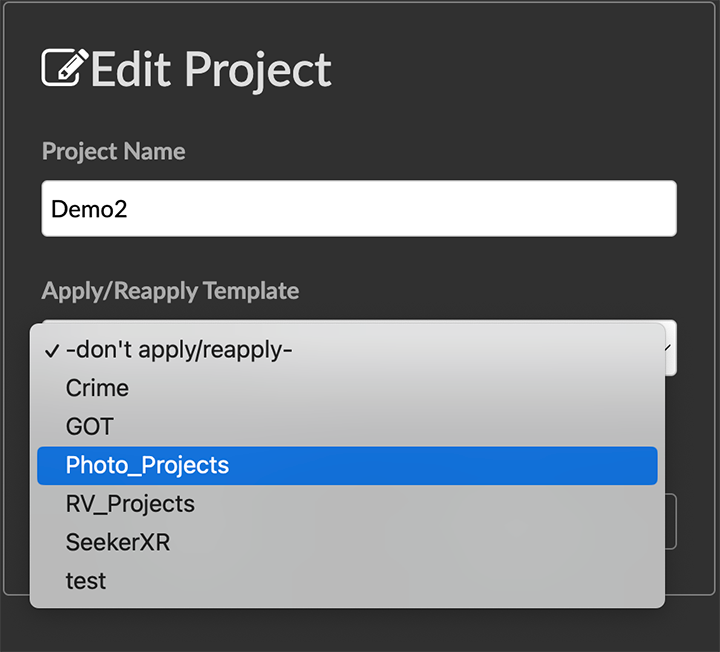 Edit Project
Project Name
Demo2
Apply/Reapply Template
-don't apply/reapply-
Crime
GOT
Photo_Projects
RV_Projects
SeekerXR
test